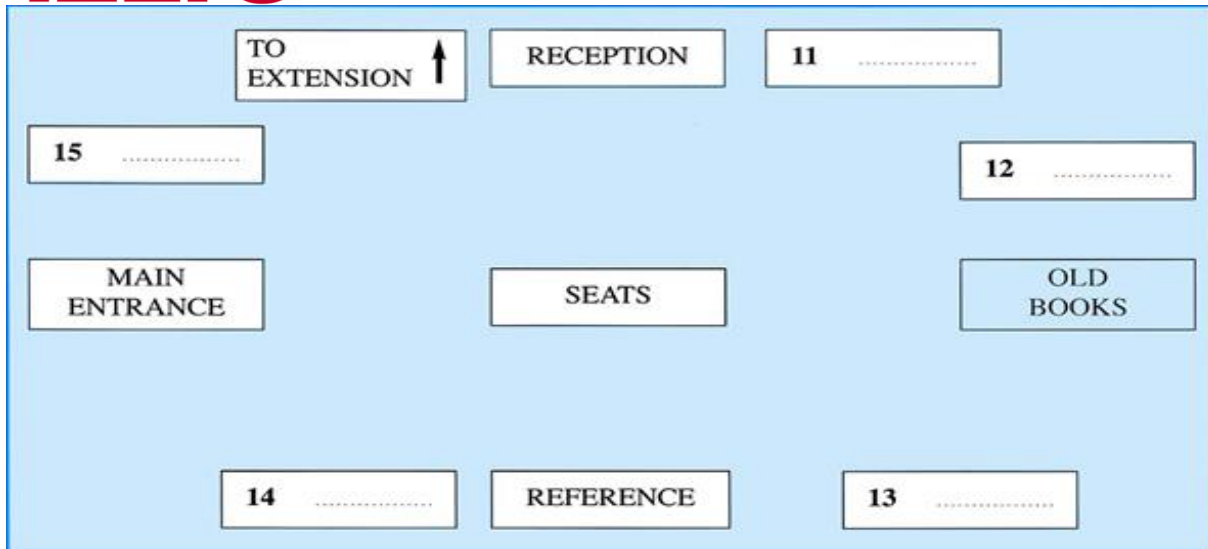 TO
EXTENSION
RECEPTION
11 ..................
15 ..................
12 ..................
MAIN
ENTRANCE
SEATS
OLD
BOOKS
14 ..................
REFERENCE
13 ..................